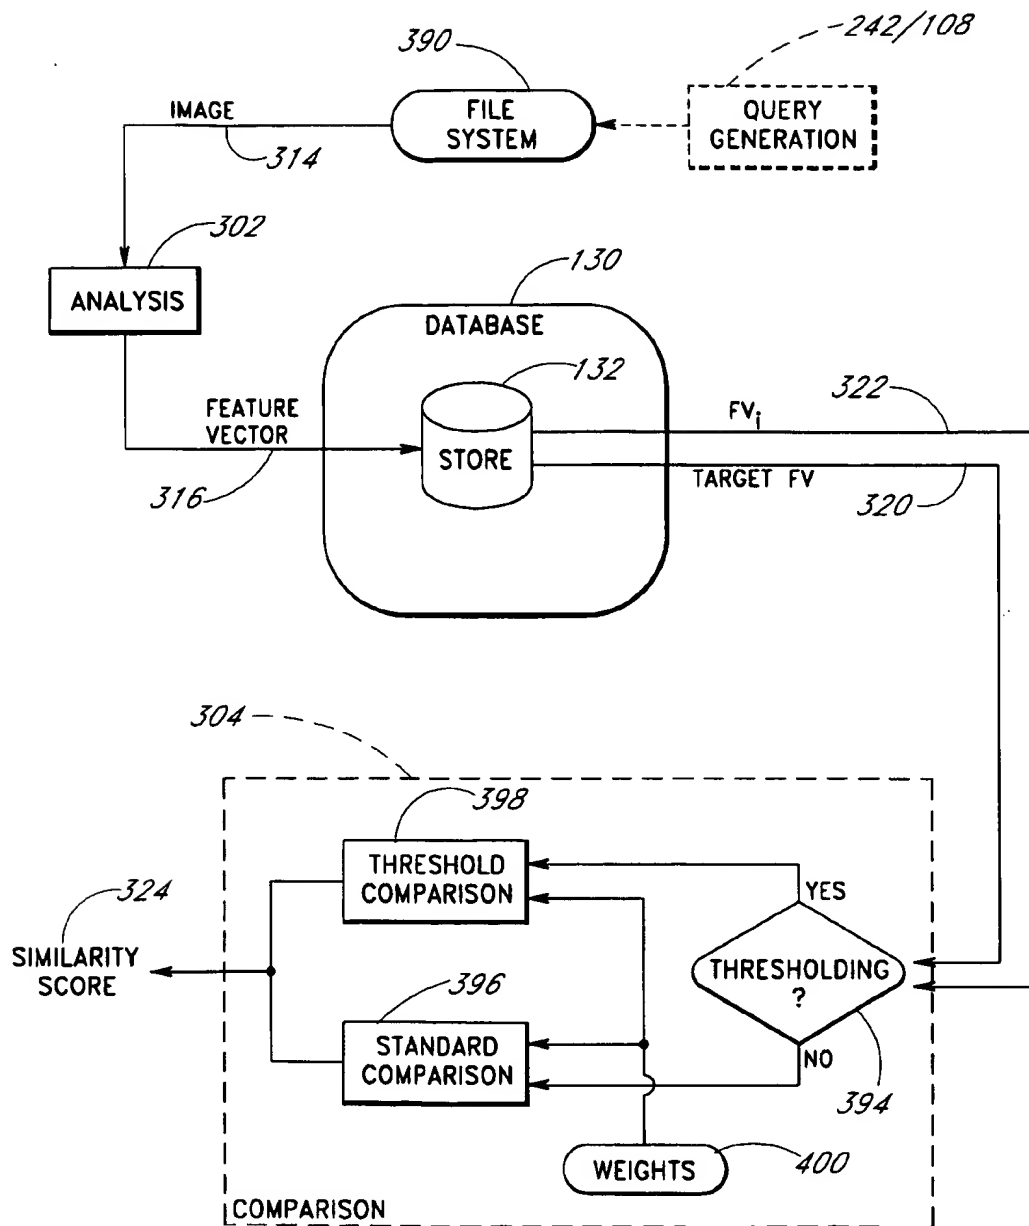 390
242/108
FILE
SYSTEM
QUERY
GENERATION
IMAGE
314
302
ANALYSIS
130
DATABASE
132
STORE
FEATURE
VECTOR
316
FVi
322
TARGET FV
320
304
398
THRESHOLD
COMPARISON
YES
324
SIMILARITY
SCORE
THRESHOLDING
?
396
STANDARD
COMPARISON
NO
394
WEIGHTS
400
COMPARISON